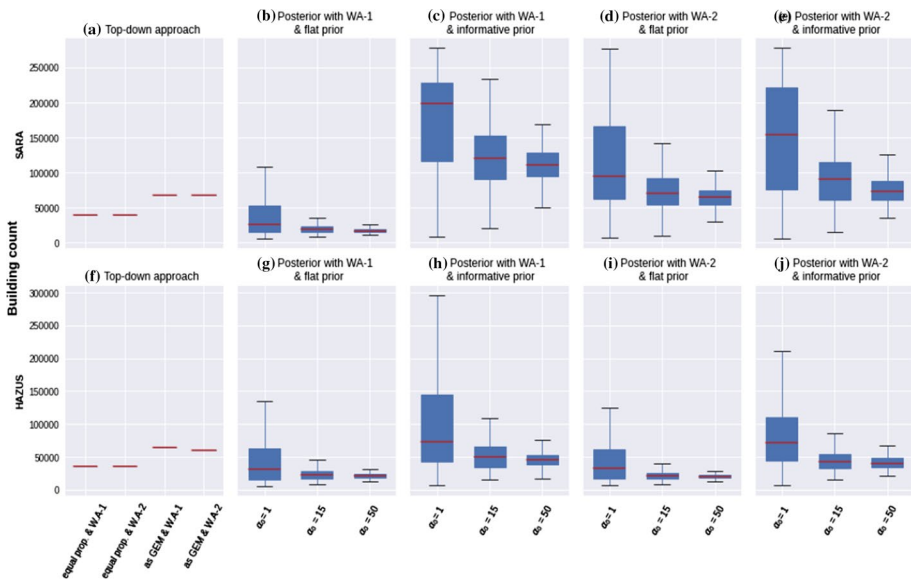 (a) Top-down approach
(b) Posterior with WA-1
& flat prior
(c) Posterior with WA-1
& informative prior
(d) Posterior with WA-2
& flat prior
(e) Posterior with WA-2
& informative prior
250000
200000
150000
100000
50000
0
SARA
Building count
(f) Top-down approach
(g) Posterior with WA-1
& flat prior
(h) Posterior with WA-1
& informative prior
(i) Posterior with WA-2
& flat prior
(j) Posterior with WA-2
& informative prior
300000
250000
200000
150000
100000
50000
0
HAZUS
equal prop. & WA-1
equal prop. & WA-2
as GEM & WA-1
as GEM & WA-2
α₀ = 1
α₀ = 15
α₀ = 50
α₀ = 1
α₀ = 15
α₀ = 50
α₀ = 1
α₀ = 15
α₀ = 50
α₀ = 1
α₀ = 15
α₀ = 50